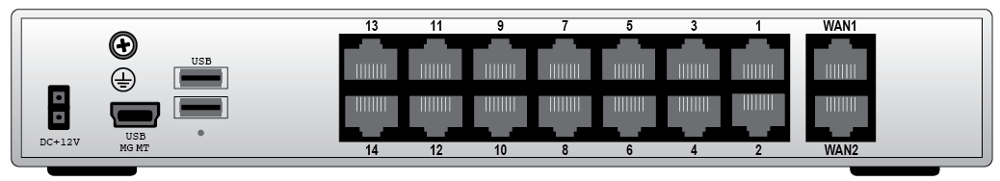 13 11 9 7 5 3 1 WAN1
USB
DC+12V
USB
MGMT
14 12 10 8 6 4 2 WAN2